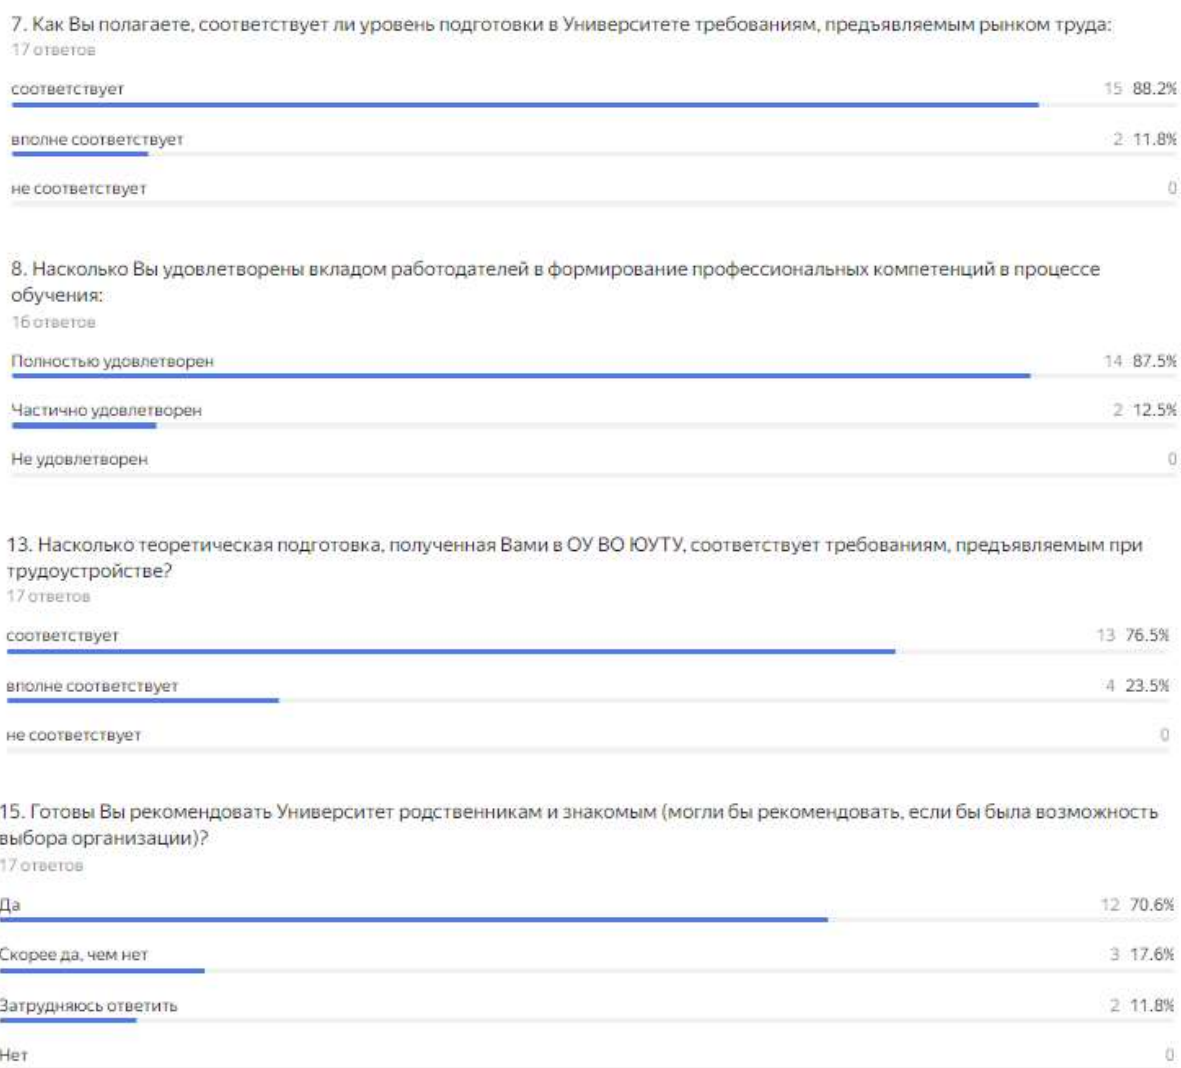 7. Как Вы полагаете, соответствует ли уровень подготовки в Университете требованиям, предъявляемым рынком труда:
17 ответов
соответствует 15 88.2%
вполне соответствует 2 11.8%
не соответствует 0
8. Насколько Вы удовлетворены вкладом работодателей в формирование профессиональных компетенций в процессе
обучения:
16 ответов
Полностью удовлетворен 14 87.5%
Частично удовлетворен 2 12.5%
Не удовлетворен 0
13. Насколько теоретическая подготовка, полученная Вами в ОУ ВО ЮУТУ, соответствует требованиям, предъявляемым при
трудоустройстве?
17 ответов
соответствует 13 76.5%
вполне соответствует 4 23.5%
не соответствует 0
15. Готовы Вы рекомендовать Университет родственникам и знакомым (могли бы рекомендовать, если бы была возможность
выбора организации)?
17 ответов
Да 12 70.6%
Скорее да, чем нет 3 17.6%
Затрудняюсь ответить 2 11.8%
Нет 0